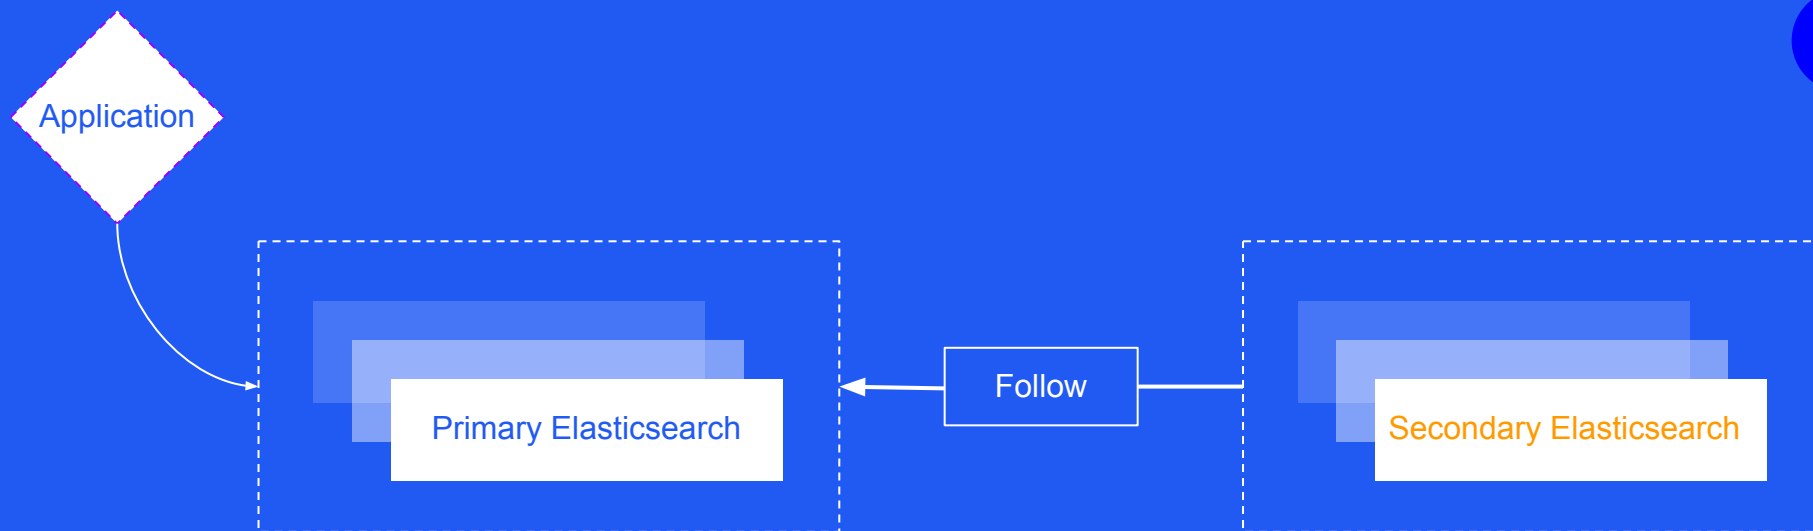 Application
Follow
Primary Elasticsearch
Secondary Elasticsearch